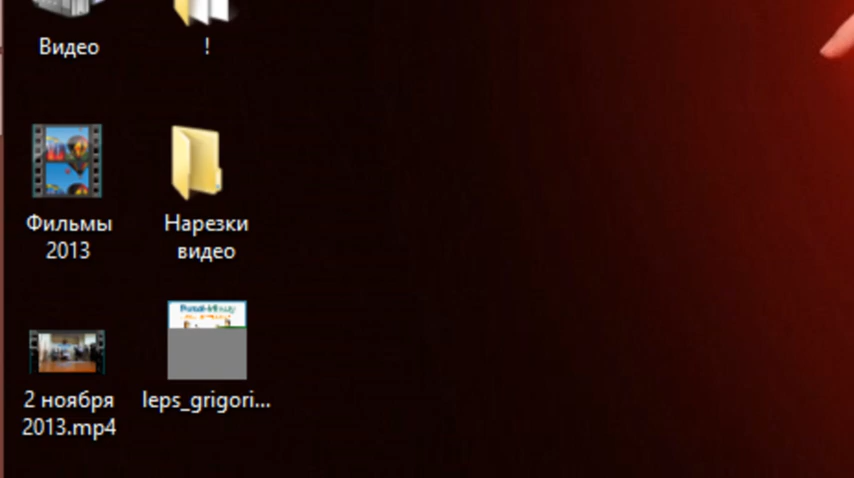 Видео
!
Фильмы
2013
Нарезки
видео
2 ноября
2013.mp4
leps_grigori...